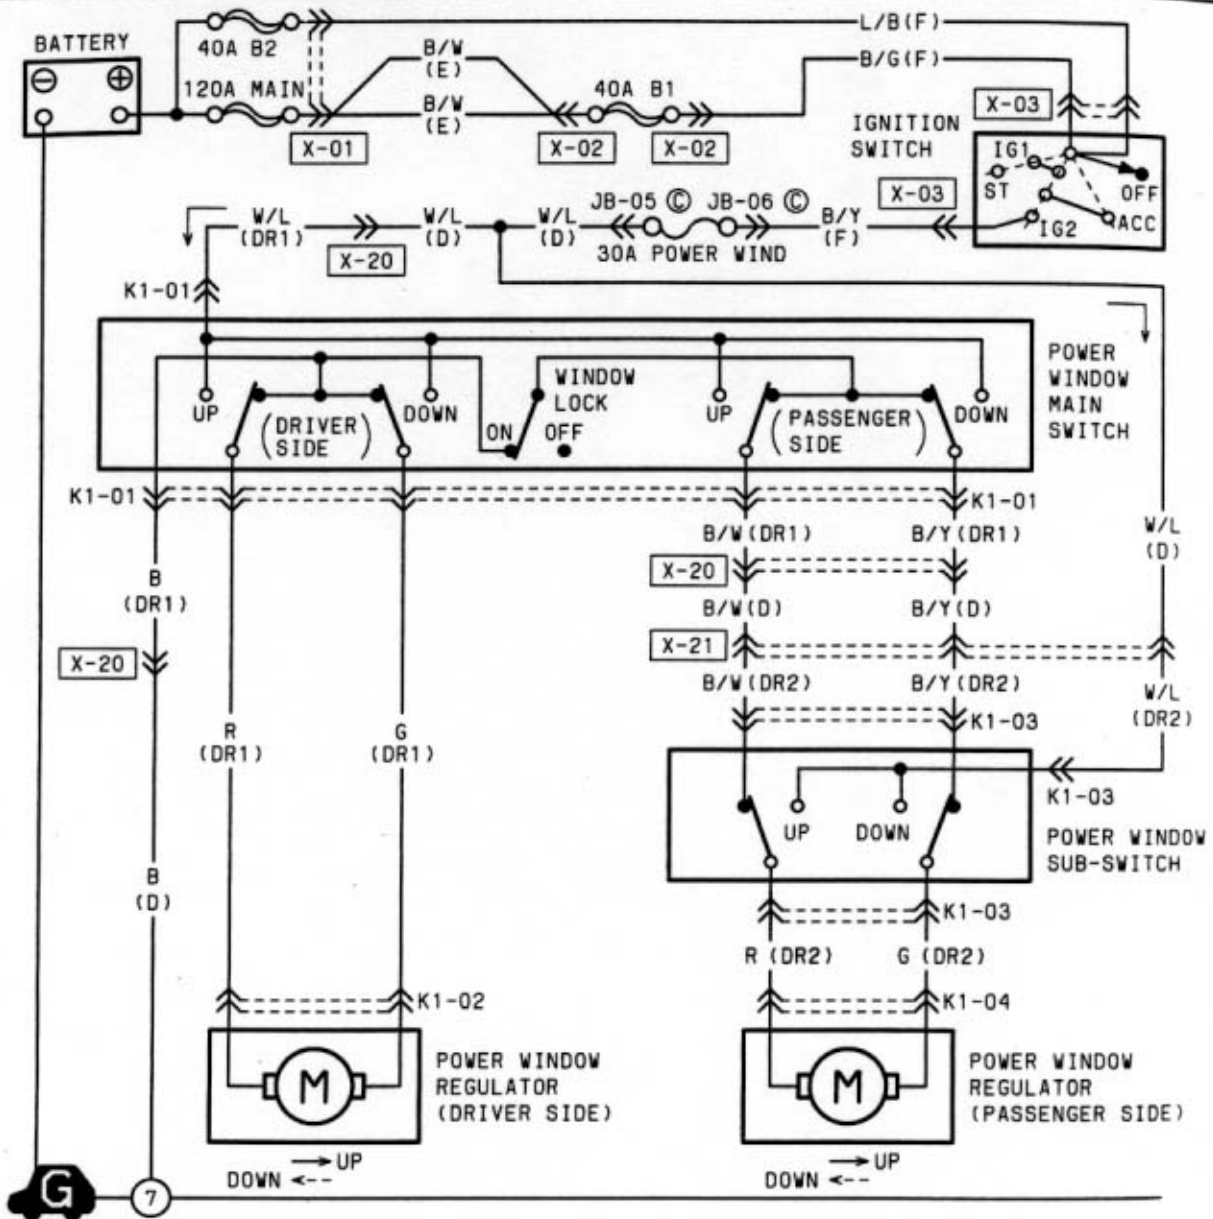 BATTERY
40A B2
120A MAIN
B/W
(E)
B/W
(E)
40A B1
L/B(F)
B/G(F)
X-01
X-02
X-02
X-03
IGNITION
SWITCH
IG1
ST
OFF
IG2
ACC
X-03
W/L
(DR1)
X-20
W/L
(D)
W/L
(D)
JB-05 Ⓒ
JB-06 Ⓒ
30A POWER WIND
B/Y
(F)
K1-01
POWER
WINDOW
MAIN
SWITCH
UP
(DRIVER
SIDE)
DOWN
WINDOW
LOCK
ON
OFF
UP
(PASSENGER
SIDE)
DOWN
K1-01
K1-01
B/W(DR1)
B/Y(DR1)
W/L
(D)
B
(DR1)
X-20
B/W(D)
B/Y(D)
X-20
X-21
B/W(DR2)
B/Y(DR2)
W/L
(DR2)
R
(DR1)
G
(DR1)
K1-03
K1-03
UP
DOWN
POWER WINDOW
SUB-SWITCH
B
(D)
K1-03
R(DR2)
G(DR2)
K1-02
K1-04
M
POWER WINDOW
REGULATOR
(DRIVER SIDE)
M
POWER WINDOW
REGULATOR
(PASSENGER SIDE)
UP
DOWN
UP
DOWN
G
7